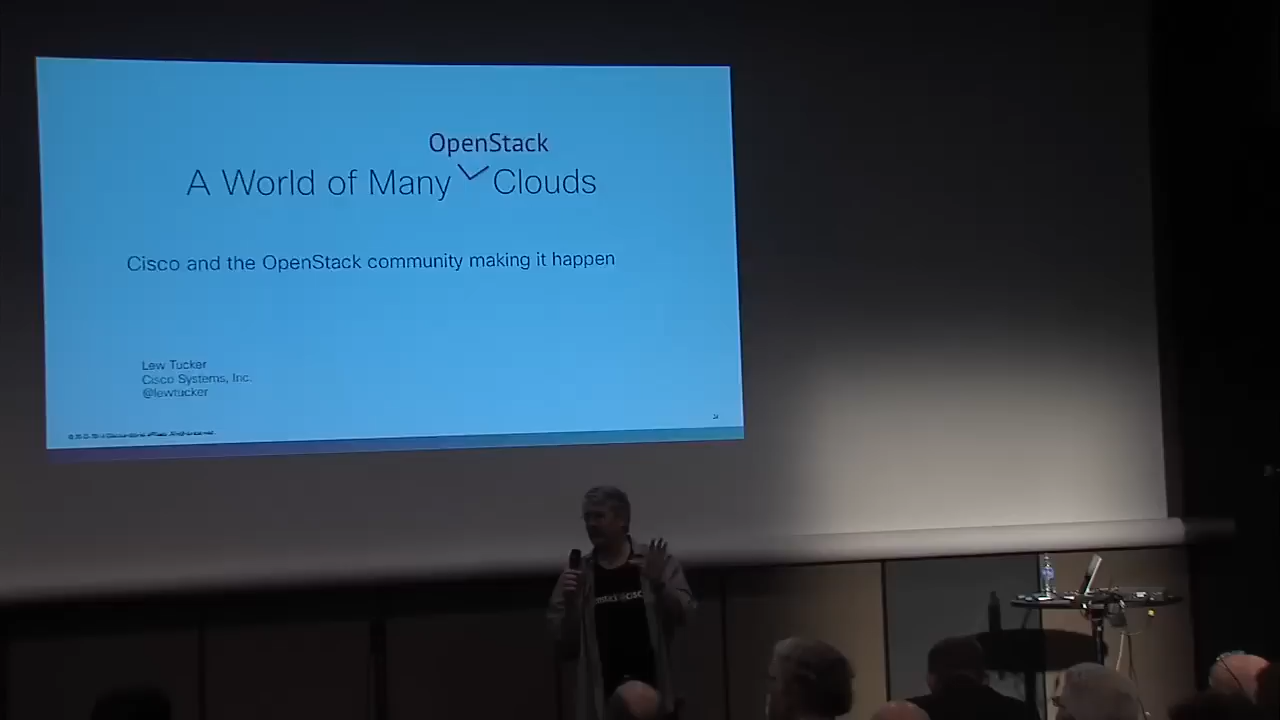 OpenStack
A World of Many Clouds
Cisco and the OpenStack community making it happen
Lew Tucker
Cisco Systems, Inc.
@lewtucker